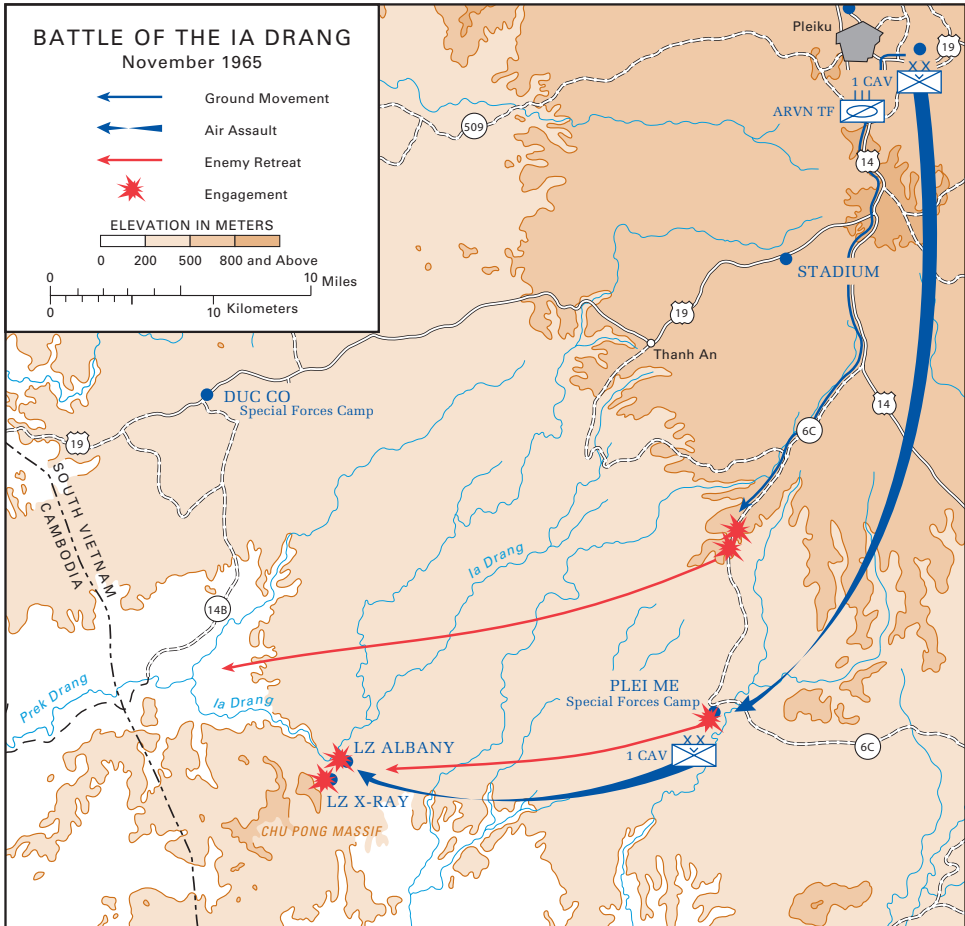 BATTLE OF THE IA DRANG
November 1965
Ground Movement
Air Assault
Enemy Retreat
Engagement
ELEVATION IN METERS
0 200 500 800 and Above
0 10 Miles
0 10 Kilometers
Pleiku
19
X X
1 CAV
III
ARVN TF
509
14
STADIUM
19
Thanh An
DUC CO
Special Forces Camp
14
6C
19
SOUTH VIETNAM
CAMBODIA
Ia Drang
14B
Prek Drang
Ia Drang
PLEI ME
Special Forces Camp
X X
1 CAV
6C
LZ ALBANY
LZ X-RAY
CHU PONG MASSIF